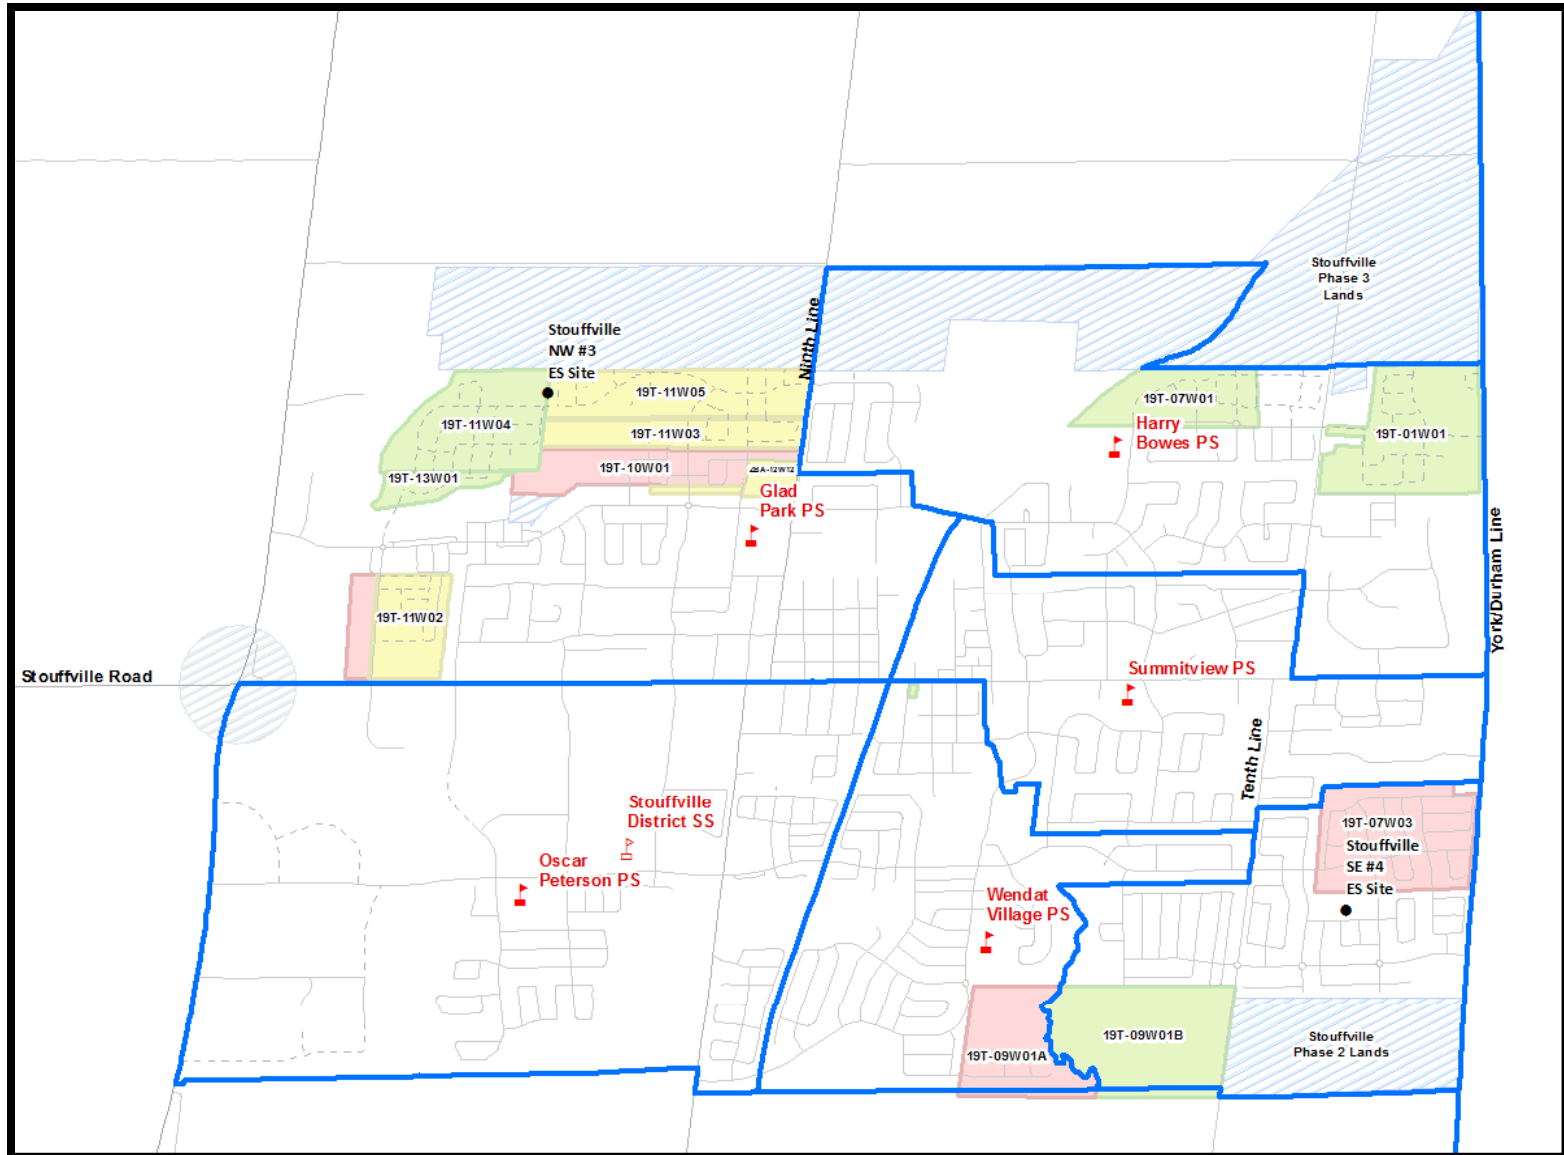 Stouffville
Phase 3
Lands
Ninth Line
Stouffville
NW #3
ES Site
19T-11W05
19T-07W01
19T-11W04
19T-11W03
Harry
Bowes PS
19T-01W01
19T-10W01
19T-13W01
Glad
Park PS
York/Durham Line
19T-11W02
Stouffville Road
Summitview PS
Tenth Line
Stouffville
District SS
19T-07W03
Stouffville
SE #4
ES Site
Oscar
Peterson PS
Wendat
Village PS
19T-09W01B
19T-09W01A
Stouffville
Phase 2 Lands